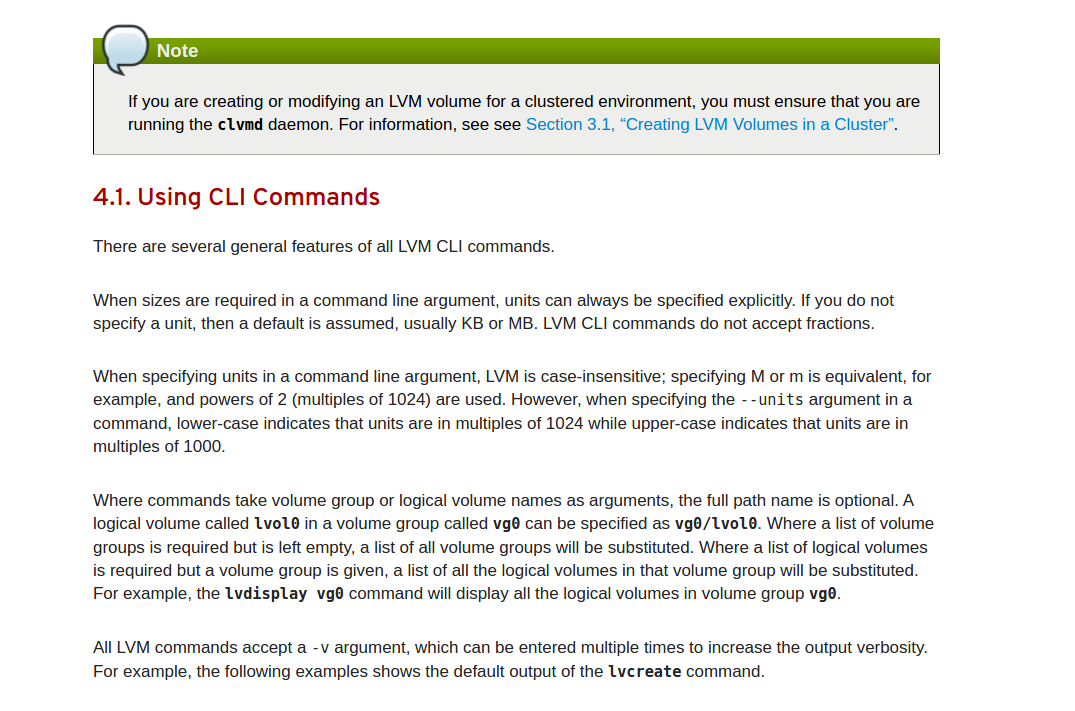 Note
If you are creating or modifying an LVM volume for a clustered environment, you must ensure that you are
running the clvmd daemon. For information, see see Section 3.1, “Creating LVM Volumes in a Cluster”.
4.1. Using CLI Commands
There are several general features of all LVM CLI commands.
When sizes are required in a command line argument, units can always be specified explicitly. If you do not
specify a unit, then a default is assumed, usually KB or MB. LVM CLI commands do not accept fractions.
When specifying units in a command line argument, LVM is case-insensitive; specifying M or m is equivalent, for
example, and powers of 2 (multiples of 1024) are used. However, when specifying the --units argument in a
command, lower-case indicates that units are in multiples of 1024 while upper-case indicates that units are in
multiples of 1000.
Where commands take volume group or logical volume names as arguments, the full path name is optional. A
logical volume called lvol0 in a volume group called vg0 can be specified as vg0/lvol0. Where a list of volume
groups is required but is left empty, a list of all volume groups will be substituted. Where a list of logical volumes
is required but a volume group is given, a list of all the logical volumes in that volume group will be substituted.
For example, the lvdisplay vg0 command will display all the logical volumes in volume group vg0.
All LVM commands accept a -v argument, which can be entered multiple times to increase the output verbosity.
For example, the following examples shows the default output of the lvcreate command.